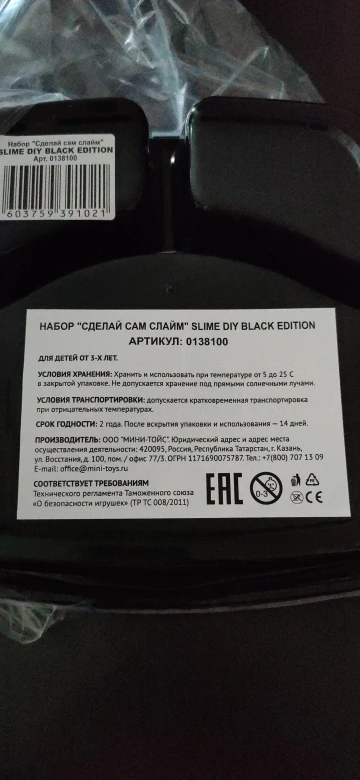 Набор "Сделай сам слайм"
SLIME DIY BLACK EDITION
Арт. 0138100
603759 391021
НАБОР "СДЕЛАЙ САМ СЛАЙМ" SLIME DIY BLACK EDITION
АРТИКУЛ: 0138100
ДЛЯ ДЕТЕЙ ОТ 3-Х ЛЕТ.
УСЛОВИЯ ХРАНЕНИЯ: Хранить и использовать при температуре от 5 до 25 С
в закрытой упаковке. Не допускается хранение под прямыми солнечными лучами.
УСЛОВИЯ ТРАНСПОРТИРОВКИ: допускается кратковременная транспортировка
при отрицательных температурах.
СРОК ГОДНОСТИ: 2 года. После вскрытия упаковки и использования — 14 дней.
ПРОИЗВОДИТЕЛЬ: ООО "МИНИ-ТОЙС". Юридический адрес и адрес места
осуществления деятельности: 420095, Россия, Республика Татарстан, г. Казань,
ул. Восстания, д. 100, пом. / офис 77/3. ОГРН 1171690075787. Тел.: +7(800) 707 13 09
E-mail: office@mini-toys.ru
СООТВЕТСТВУЕТ ТРЕБОВАНИЯМ
Технического регламента Таможенного союза
«О безопасности игрушек» (ТР ТС 008/2011)
EAC 0-3 CE